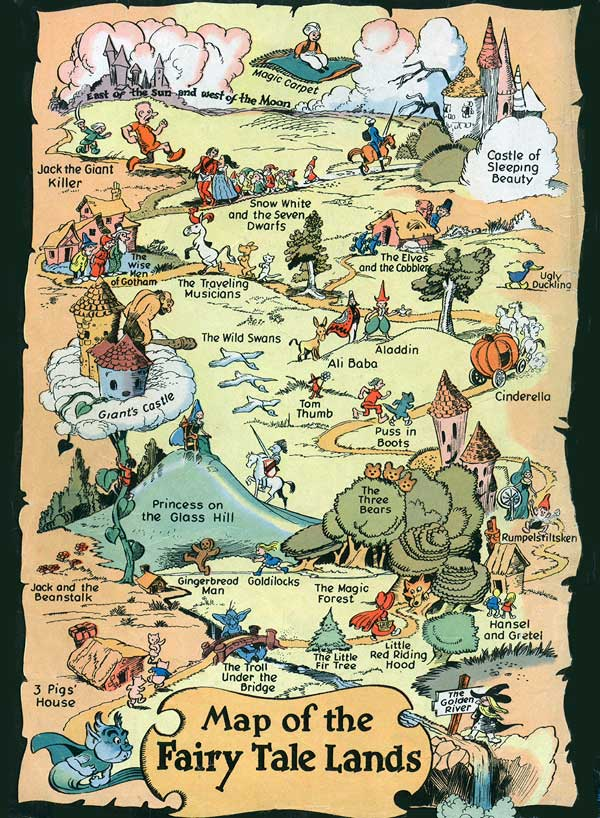 Magic Carpet
East of the Sun and west of the Moon
Castle of
Sleeping
Beauty
Jack the Giant
Killer
Snow White
and the Seven
Dwarfs
The
Wise
Men
of Gotham
The Traveling
Musicians
The Elves
and the Cobbler
Ugly
Duckling
The Wild Swans
Ali Baba
Aladdin
Cinderella
Giant's Castle
Tom
Thumb
Puss in
Boots
Princess on
the Glass Hill
The
Three
Bears
Rumpelstiltsken
Jack and the
Beanstalk
Gingerbread
Man
Goldilocks
The Magic
Forest
Hansel
and Gretel
3 Pigs'
House
The Troll
Under the
Bridge
The Little
Fir Tree
Little
Red Riding
Hood
The
Golden
River
Map of the
Fairy Tale Lands